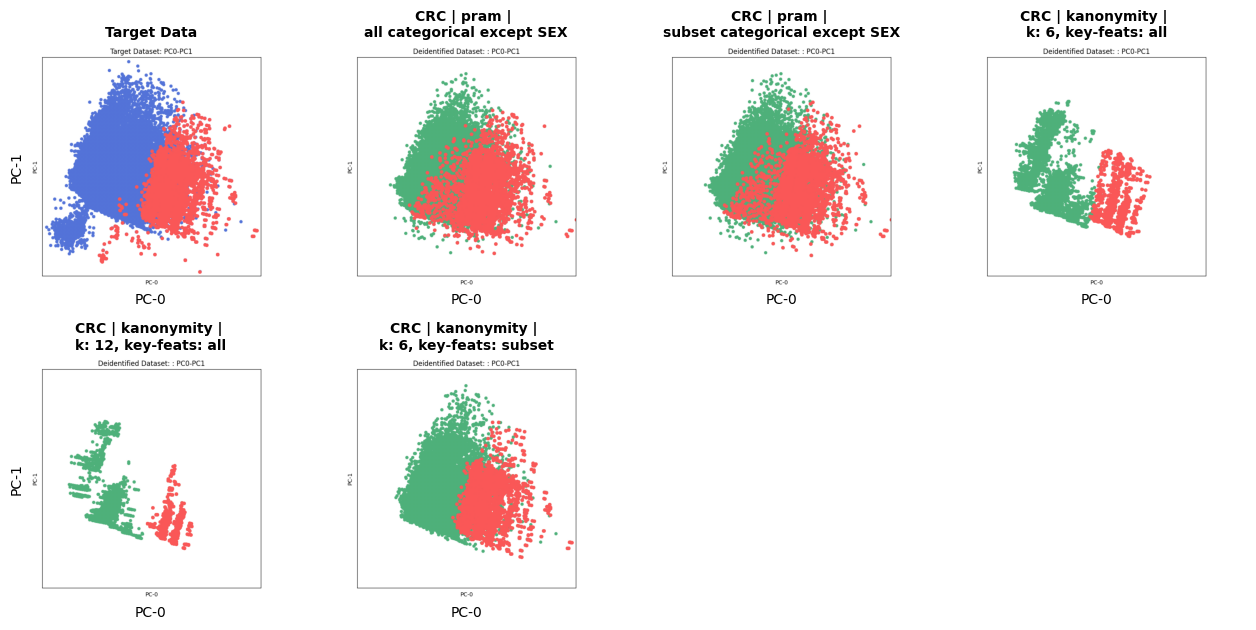 Target Data
Target Dataset: PC0-PC1
PC-1
PC-1
PC-0
PC-0
CRC | pram |
all categorical except SEX
Deidentified Dataset: : PC0-PC1
PC-1
PC-0
PC-0
CRC | pram |
subset categorical except SEX
Deidentified Dataset: : PC0-PC1
PC-1
PC-0
PC-0
CRC | kanonymity |
k: 6, key-feats: all
Deidentified Dataset: : PC0-PC1
PC-1
PC-0
PC-0
CRC | kanonymity |
k: 12, key-feats: all
Deidentified Dataset: : PC0-PC1
PC-1
PC-1
PC-0
PC-0
CRC | kanonymity |
k: 6, key-feats: subset
Deidentified Dataset: : PC0-PC1
PC-1
PC-0
PC-0